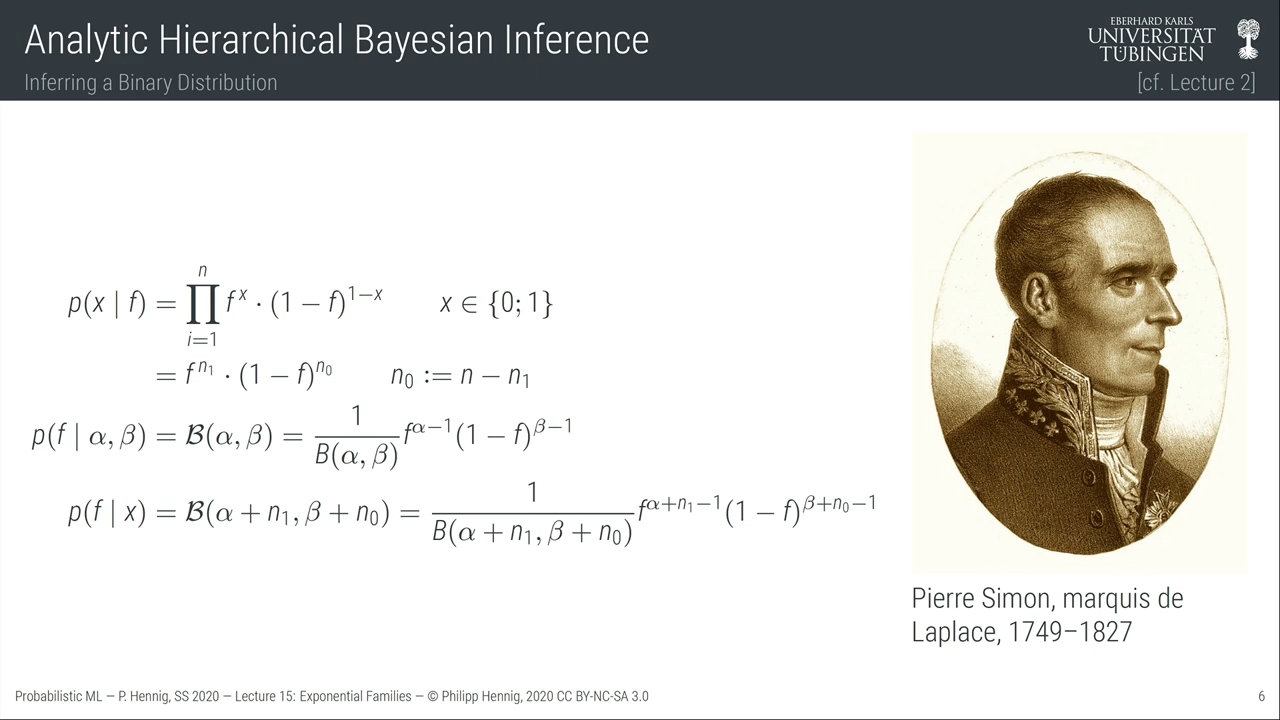 Analytic Hierarchical Bayesian Inference
Inferring a Binary Distribution
EBERHARD KARLS
UNIVERSITÄT
TÜBINGEN
[cf. Lecture 2]
p(x | f) = ∏_{i=1}^{n} f^x · (1 − f)^{1−x}    x ∈ {0; 1}
= f^{n_1} · (1 − f)^{n_0}    n_0 := n − n_1
p(f | α, β) = 𝓑(α, β) = \frac{1}{B(α, β)} f^{α−1}(1 − f)^{β−1}
p(f | x) = 𝓑(α + n_1, β + n_0) = \frac{1}{B(α + n_1, β + n_0)} f^{α+n_1−1}(1 − f)^{β+n_0−1}
Pierre Simon, marquis de
Laplace, 1749–1827
Probabilistic ML — P. Hennig, SS 2020 — Lecture 15: Exponential Families — © Philipp Hennig, 2020 CC BY-NC-SA 3.0
6